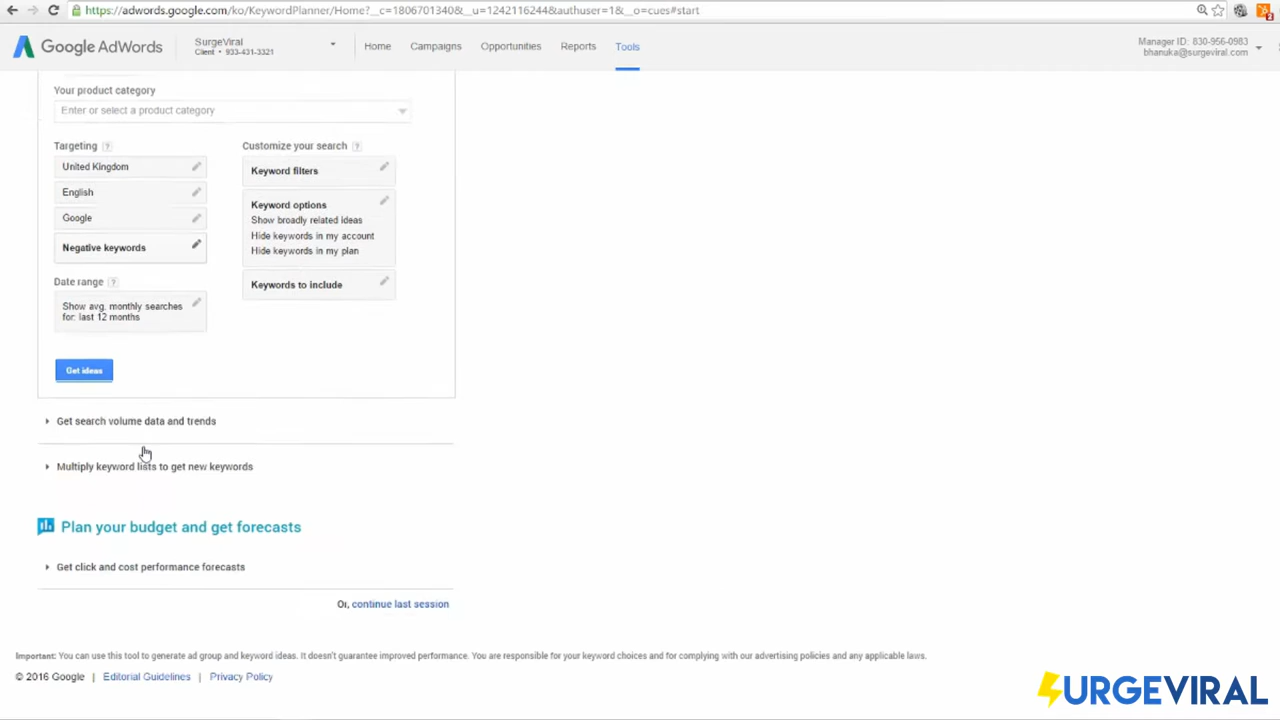 https://adwords.google.com/ko/KeywordPlanner/Home?__c=1806701340&__u=1242116244&authuser=1&__o=cues#start
Google AdWords
SurgeViral
Client • 933-431-3321
Home
Campaigns
Opportunities
Reports
Tools
Manager ID: 830-956-0983
bhanuka@surgeviral.com
Your product category
Enter or select a product category
Targeting ?
Customize your search ?
United Kingdom
English
Google
Negative keywords
Keyword filters
Keyword options
Show broadly related ideas
Hide keywords in my account
Hide keywords in my plan
Keywords to include
Date range ?
Show avg. monthly searches
for: last 12 months
Get ideas
Get search volume data and trends
Multiply keyword lists to get new keywords
Plan your budget and get forecasts
Get click and cost performance forecasts
Or, continue last session
Important: You can use this tool to generate ad group and keyword ideas. It doesn't guarantee improved performance. You are responsible for your keyword choices and for complying with our advertising policies and any applicable laws.
© 2016 Google | Editorial Guidelines | Privacy Policy
SURGEVIRAL